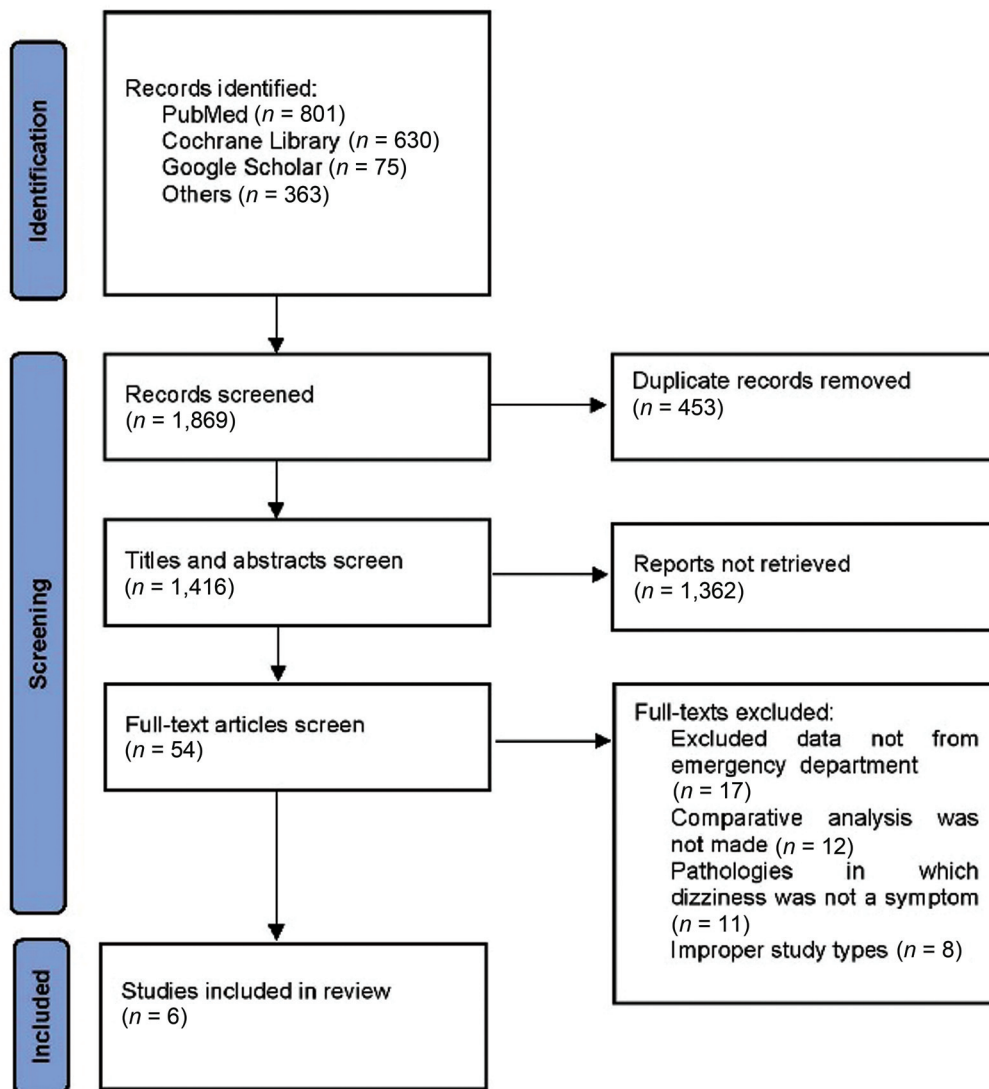 Identification
Records identified:
PubMed (n = 801)
Cochrane Library (n = 630)
Google Scholar (n = 75)
Others (n = 363)
Screening
Records screened
(n = 1,869)
Duplicate records removed
(n = 453)
Titles and abstracts screen
(n = 1,416)
Reports not retrieved
(n = 1,362)
Full-text articles screen
(n = 54)
Full-texts excluded:
Excluded data not from
emergency department
(n = 17)
Comparative analysis was
not made (n = 12)
Pathologies in which
dizziness was not a symptom
(n = 11)
Improper study types (n = 8)
Included
Studies included in review
(n = 6)